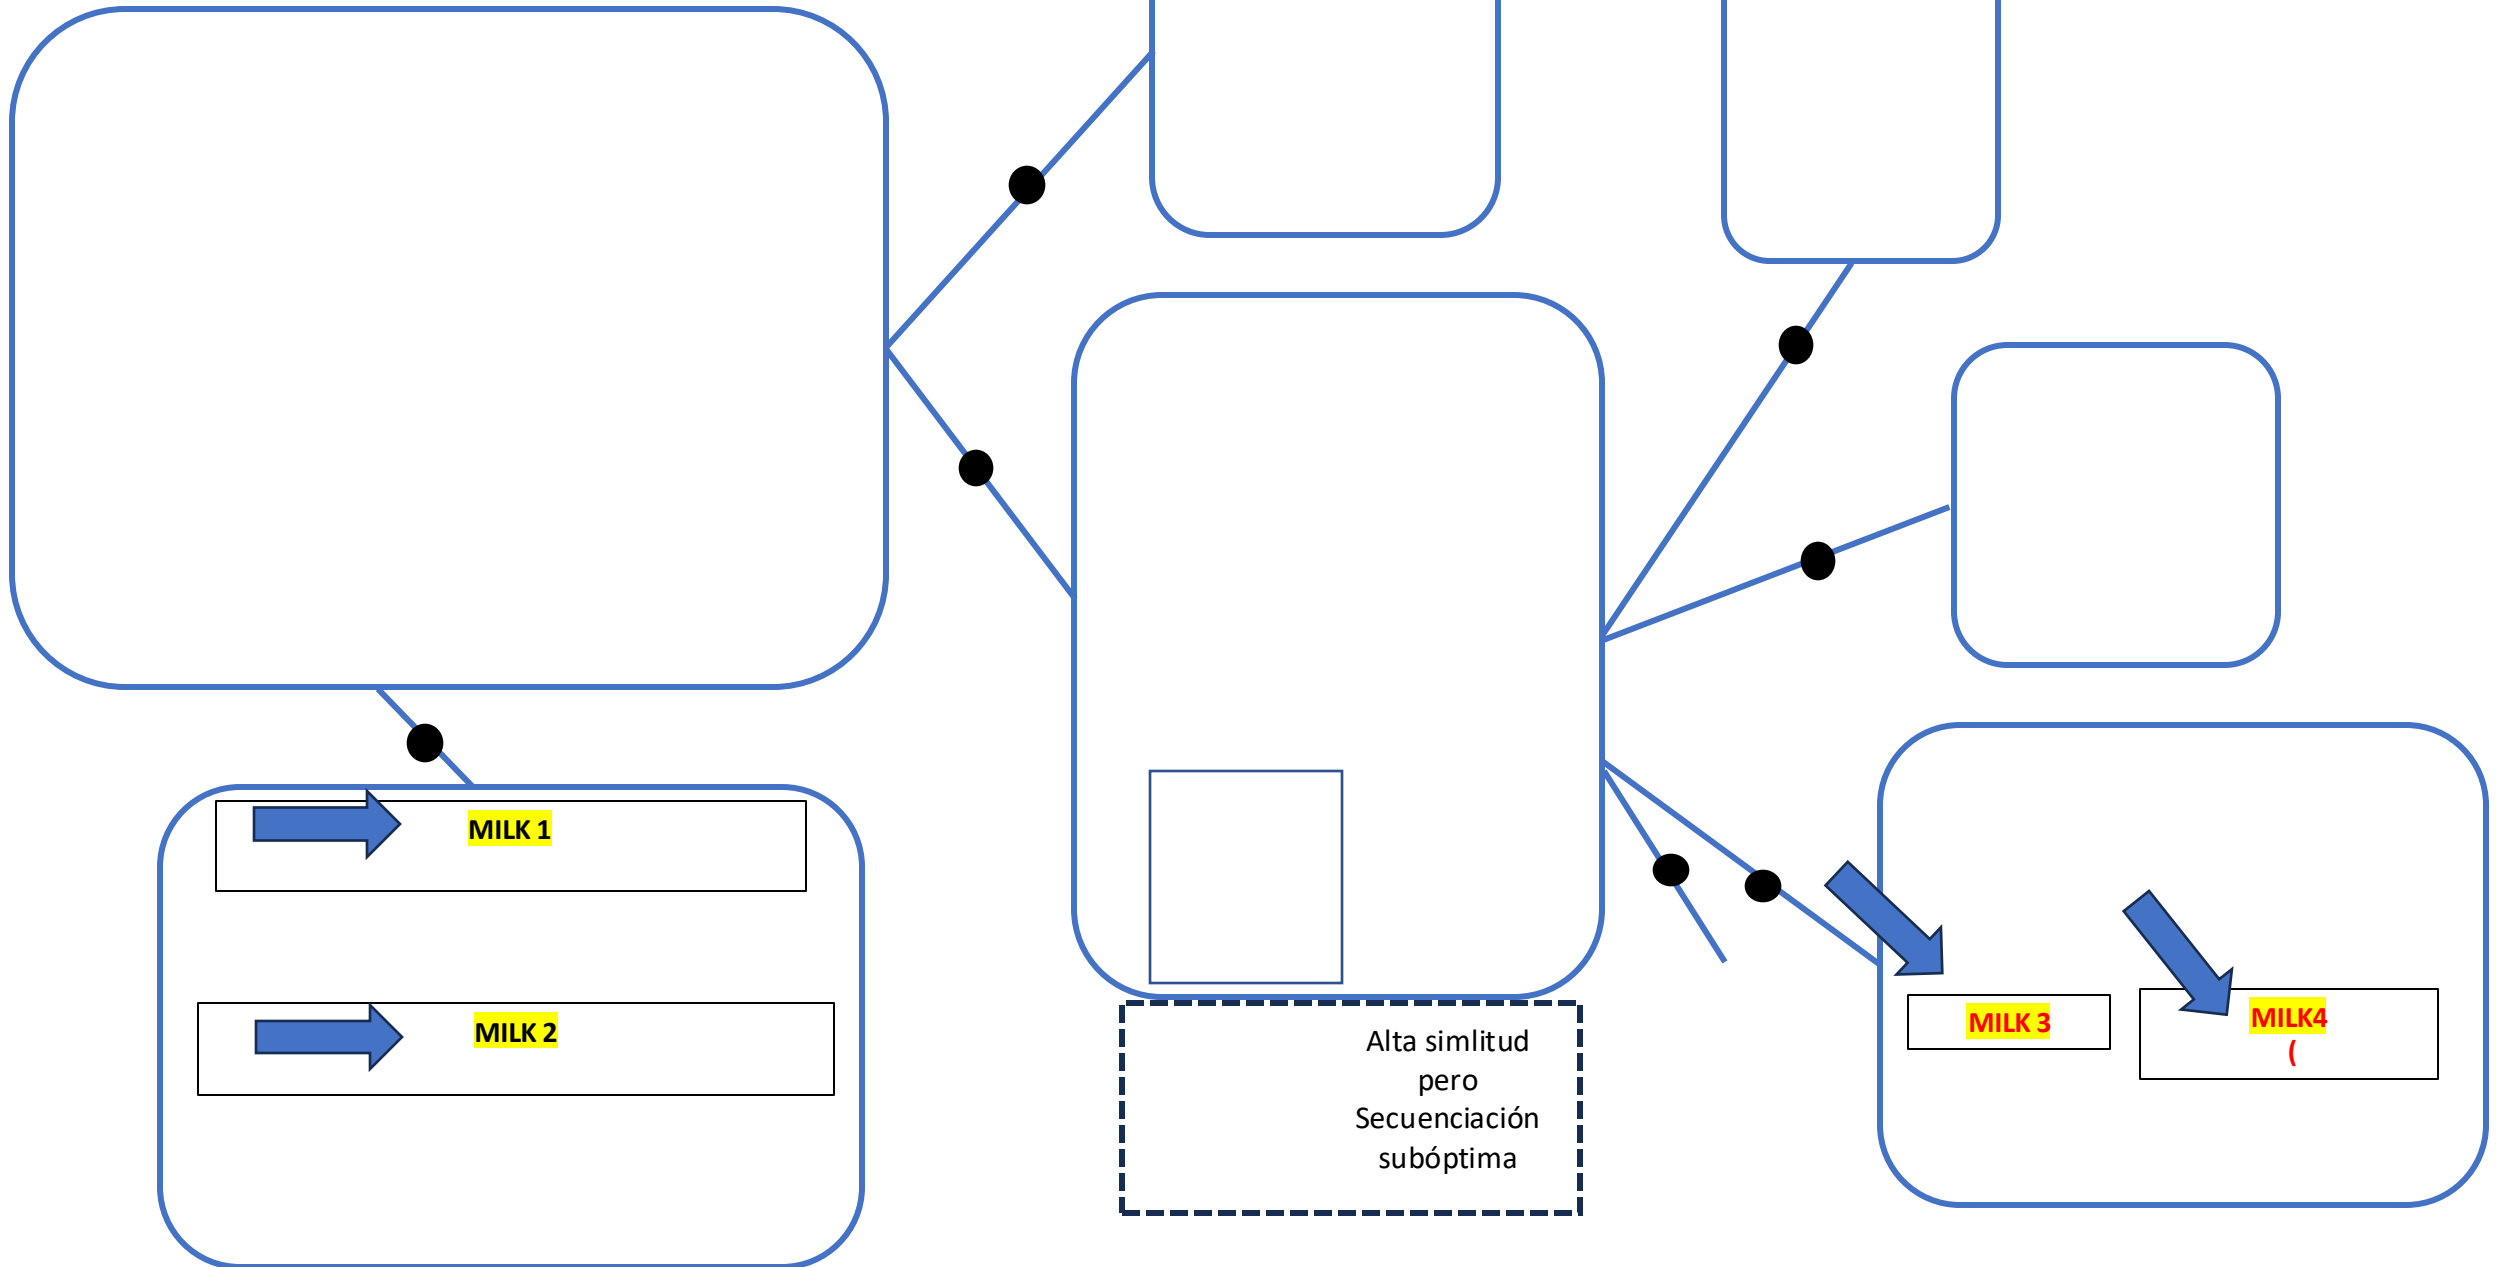 MILK 1
MILK 2
Alta simlitud
pero
Secuenciación
subóptima
MILK 3
MILK4
(